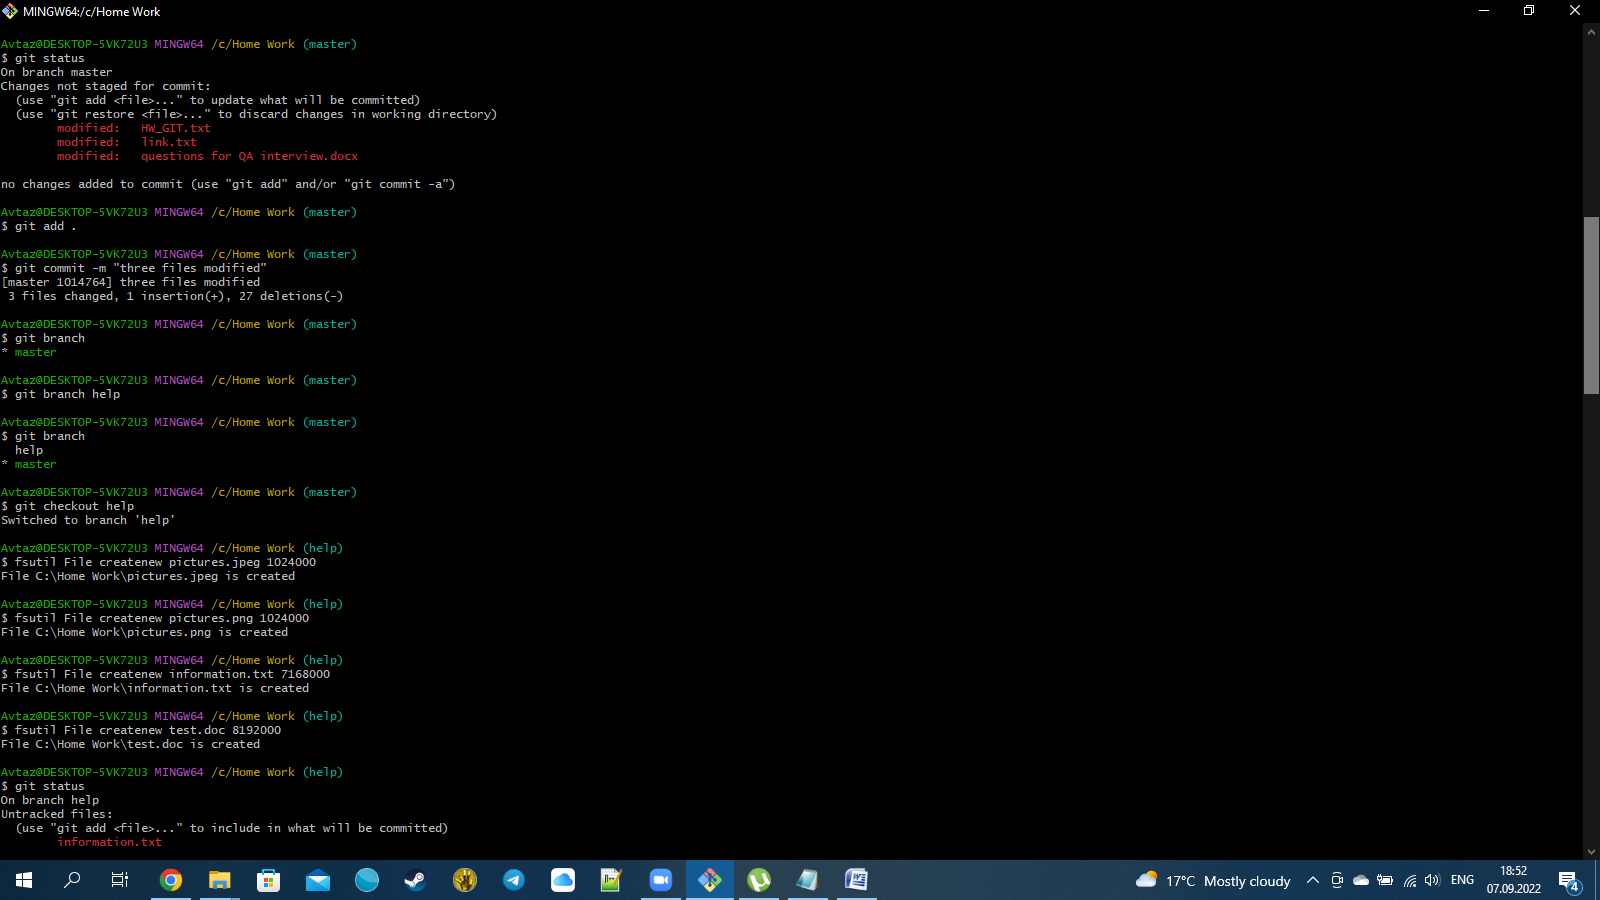 MINGW64:/c/Home Work
Avtaz@DESKTOP-5VK72U3 MINGW64 /c/Home Work (master)
$ git status
On branch master
Changes not staged for commit:
  (use "git add <file>..." to update what will be committed)
  (use "git restore <file>..." to discard changes in working directory)
        modified:   HW_GIT.txt
        modified:   link.txt
        modified:   questions for QA interview.docx
no changes added to commit (use "git add" and/or "git commit -a")
Avtaz@DESKTOP-5VK72U3 MINGW64 /c/Home Work (master)
$ git add .
Avtaz@DESKTOP-5VK72U3 MINGW64 /c/Home Work (master)
$ git commit -m "three files modified"
[master 1014764] three files modified
 3 files changed, 1 insertion(+), 27 deletions(-)
Avtaz@DESKTOP-5VK72U3 MINGW64 /c/Home Work (master)
$ git branch
* master
Avtaz@DESKTOP-5VK72U3 MINGW64 /c/Home Work (master)
$ git branch help
Avtaz@DESKTOP-5VK72U3 MINGW64 /c/Home Work (master)
$ git branch
  help
* master
Avtaz@DESKTOP-5VK72U3 MINGW64 /c/Home Work (master)
$ git checkout help
Switched to branch 'help'
Avtaz@DESKTOP-5VK72U3 MINGW64 /c/Home Work (help)
$ fsutil File createnew pictures.jpeg 1024000
File C:\Home Work\pictures.jpeg is created
Avtaz@DESKTOP-5VK72U3 MINGW64 /c/Home Work (help)
$ fsutil File createnew pictures.png 1024000
File C:\Home Work\pictures.png is created
Avtaz@DESKTOP-5VK72U3 MINGW64 /c/Home Work (help)
$ fsutil File createnew information.txt 7168000
File C:\Home Work\information.txt is created
Avtaz@DESKTOP-5VK72U3 MINGW64 /c/Home Work (help)
$ fsutil File createnew test.doc 8192000
File C:\Home Work\test.doc is created
Avtaz@DESKTOP-5VK72U3 MINGW64 /c/Home Work (help)
$ git status
On branch help
Untracked files:
  (use "git add <file>..." to include in what will be committed)
        information.txt
17°C Mostly cloudy
ENG
18:52
07.09.2022
4